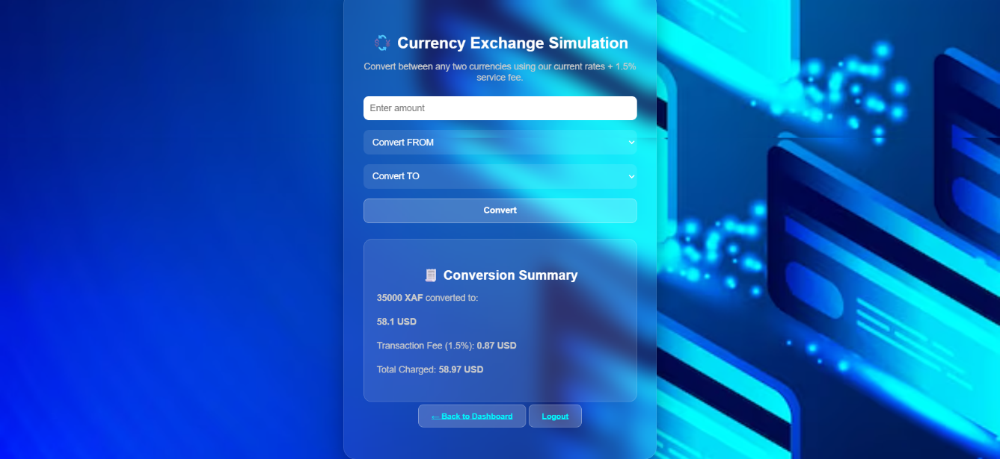 Currency Exchange Simulation
Convert between any two currencies using our current rates + 1.5%
service fee.
Enter amount
Convert FROM
Convert TO
Convert
Conversion Summary
35000 XAF converted to:
58.1 USD
Transaction Fee (1.5%): 0.87 USD
Total Charged: 58.97 USD
← Back to Dashboard
Logout